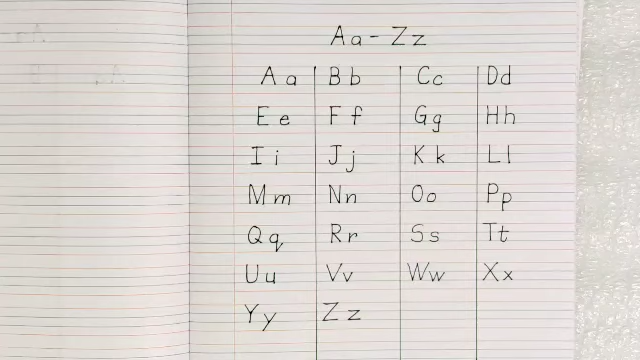 Aa - Zz
Aa Bb Cc Dd
Ee Ff Gg Hh
Ii Jj Kk Ll
Mm Nn Oo Pp
Qq Rr Ss Tt
Uu Vv Ww Xx
Yy Zz